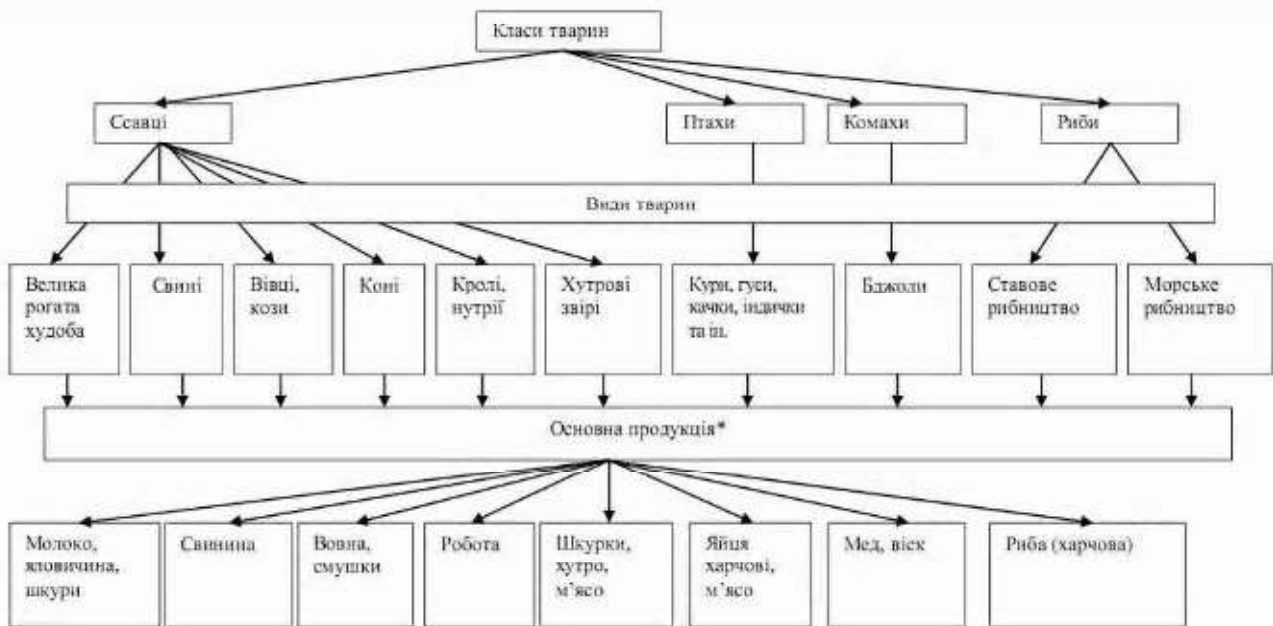 Класи тварин
Ссавці
Птахи
Комахи
Риби
Види тварин
Велика
рогата
худоба
Свині
Вівці,
кози
Коні
Кролі,
нутрії
Хутрові
звірі
Кури, гуси,
качки, індички
та ін.
Бджоли
Ставове
рибництво
Морське
рибництво
Основна продукція*
Молоко,
яловичина,
шкури
Свинина
Вовна,
смушки
Робота
Шкурки,
хутро,
м’ясо
Яйця
харчові,
м’ясо
Мед, віск
Риба (харчова)